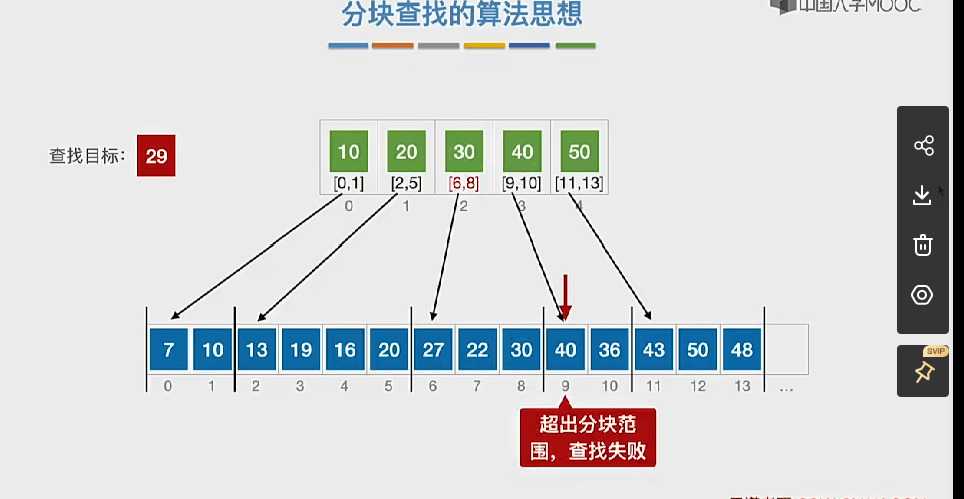 分块查找的算法思想
中国大学MOOC
查找目标： 29
10 20 30 40 50
[0,1] [2,5] [6,8] [9,10] [11,13]
0 1 2 3 4
7 10 13 19 16 20 27 22 30 40 36 43 50 48
0 1 2 3 4 5 6 7 8 9 10 11 12 13 ...
超出分块范
围，查找失败
SVIP